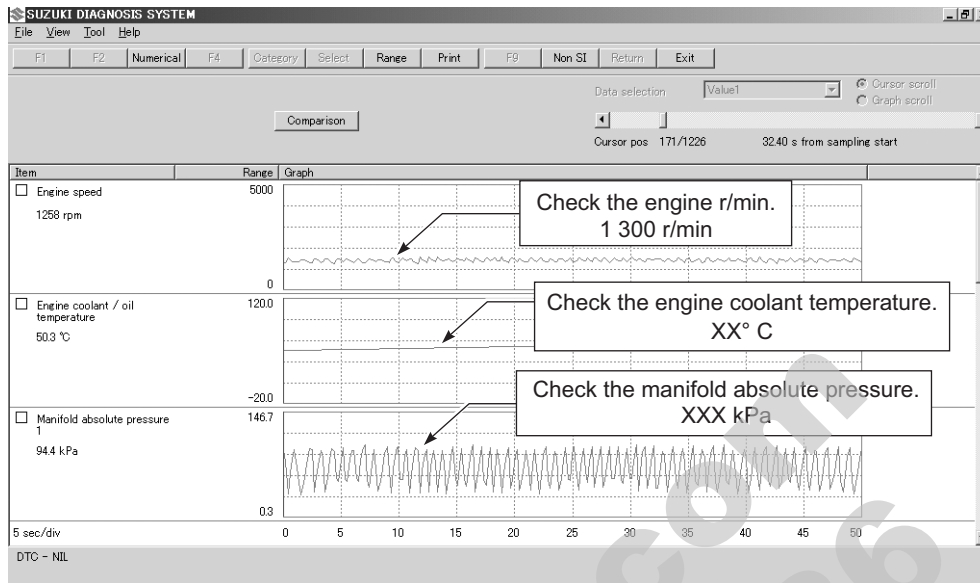 SUZUKI DIAGNOSIS SYSTEM
File View Tool Help
F1 F2 Numerical F4 Category Select Range Print F9 Non SI Return Exit
Data selection Value1 Cursor scroll
Graph scroll
Comparison
Cursor pos 171/1226 32.40 s from sampling start
Item Range Graph
Engine speed 5000
1258 rpm
0
Check the engine r/min.
1 300 r/min
Engine coolant / oil
temperature 120.0
50.3 °C
-20.0
Check the engine coolant temperature.
XX° C
Manifold absolute pressure
1 146.7
94.4 kPa
0.3
Check the manifold absolute pressure.
XXX kPa
5 sec/div 0 5 10 15 20 25 30 35 40 45 50
DTC - NIL
com